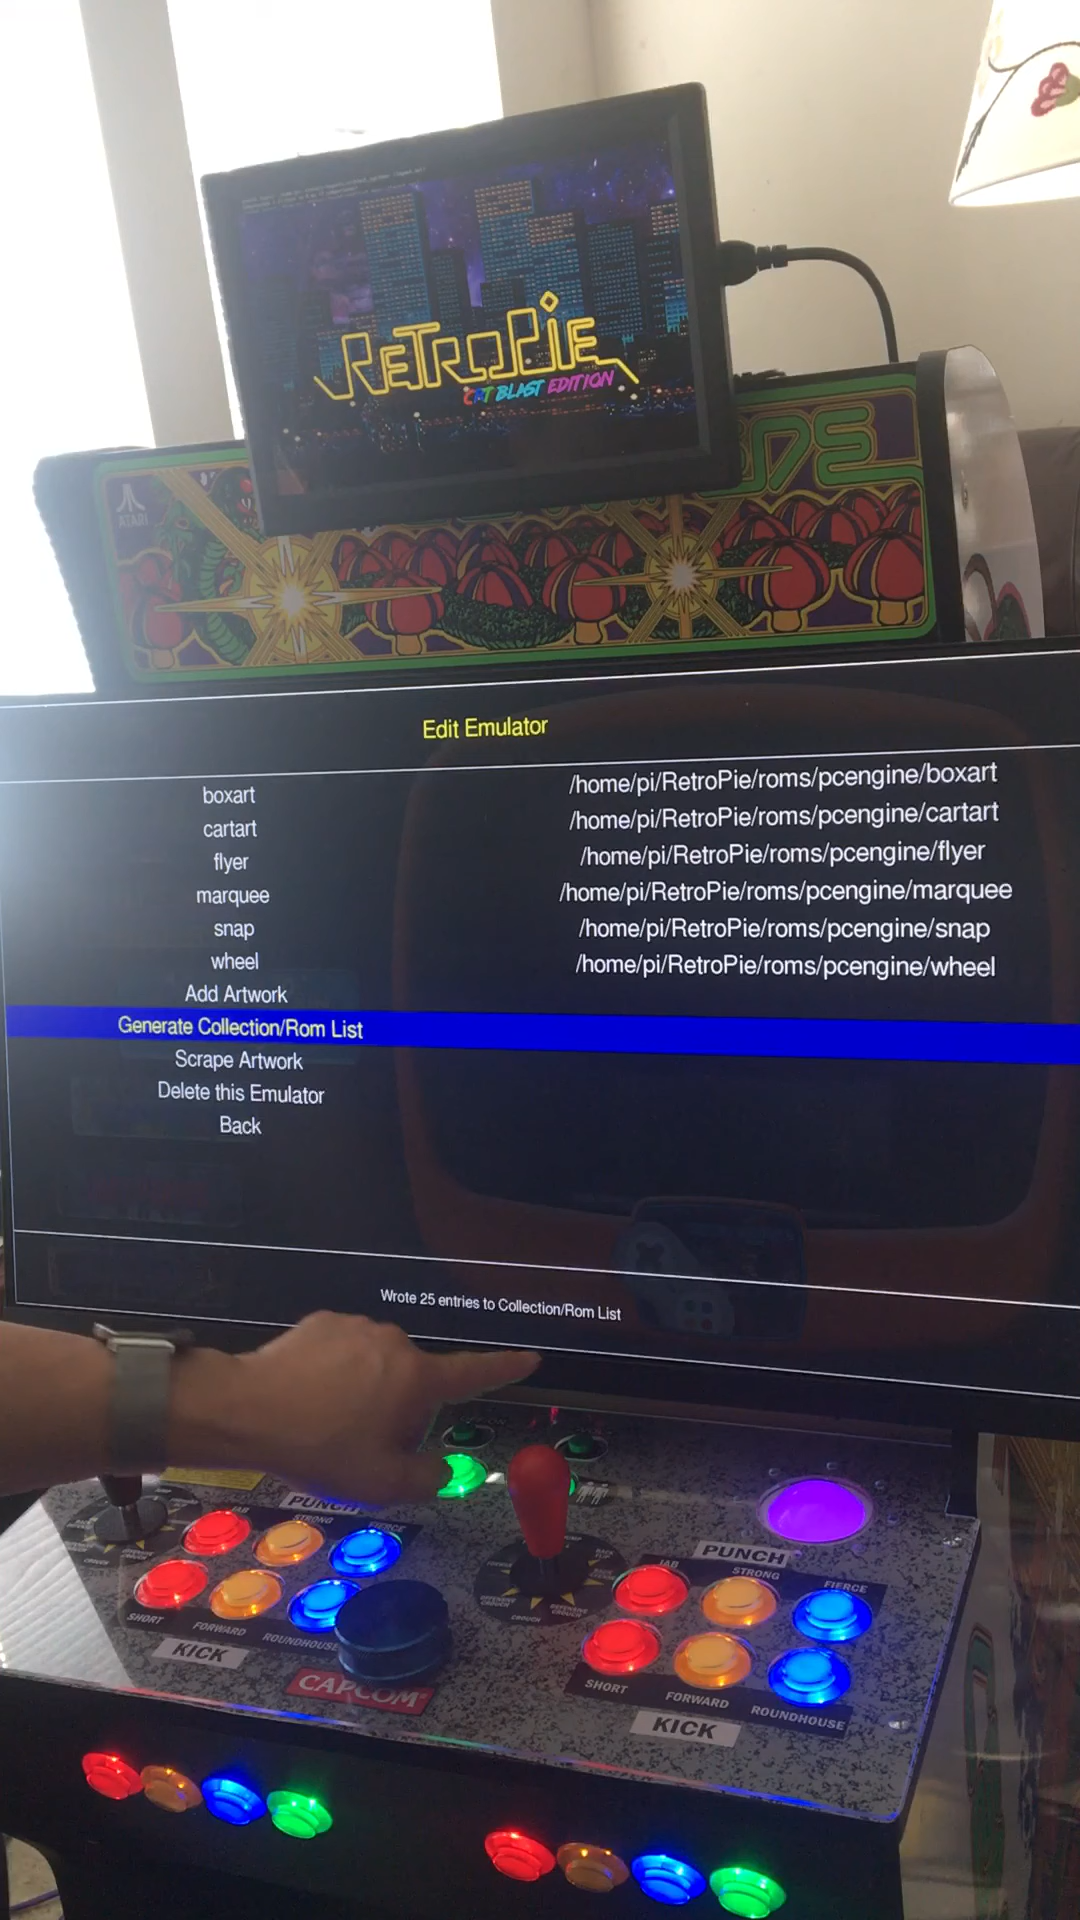 RETROPIE
CRT BLAST EDITION
ATARI
Edit Emulator
boxart /home/pi/RetroPie/roms/pcengine/boxart
cartart /home/pi/RetroPie/roms/pcengine/cartart
flyer /home/pi/RetroPie/roms/pcengine/flyer
marquee /home/pi/RetroPie/roms/pcengine/marquee
snap /home/pi/RetroPie/roms/pcengine/snap
wheel /home/pi/RetroPie/roms/pcengine/wheel
Add Artwork
Generate Collection/Rom List
Scrape Artwork
Delete this Emulator
Back
Wrote 25 entries to Collection/Rom List
PUNCH
JAB STRONG FIERCE
SHORT FORWARD ROUNDHOUSE
KICK
CAPCOM
PUNCH
JAB STRONG FIERCE
SHORT FORWARD ROUNDHOUSE
KICK